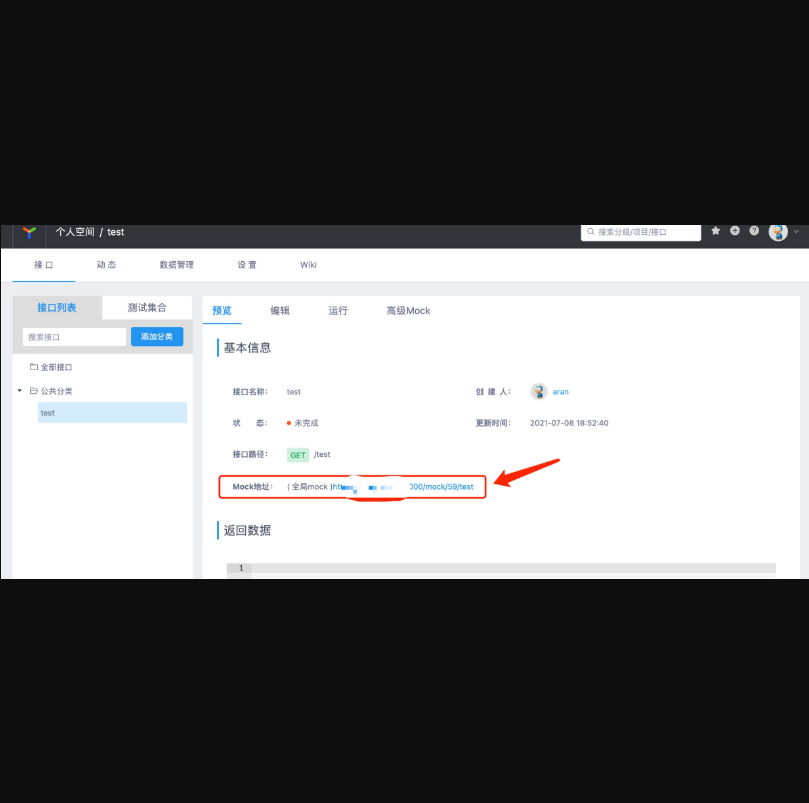 个人空间 / test
搜索分组/项目/接口
接口 动态 数据管理 设置 Wiki
接口列表 测试集合
搜索接口 添加分类
全部接口
公共分类
test
预览 编辑 运行 高级Mock
基本信息
接口名称: test
创建人: aran
状态: 未完成
更新时间: 2021-07-08 18:52:40
接口路径: GET /test
Mock地址: (全局mock)htt 000/mock/59/test
返回数据
1